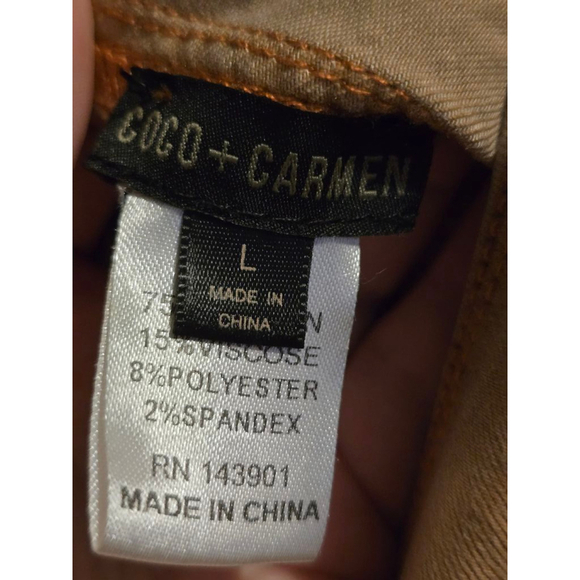 COCO + CARMEN
L
MADE IN
CHINA
15%VISCOSE
8%POLYESTER
2%SPANDEX
RN 143901
MADE IN CHINA